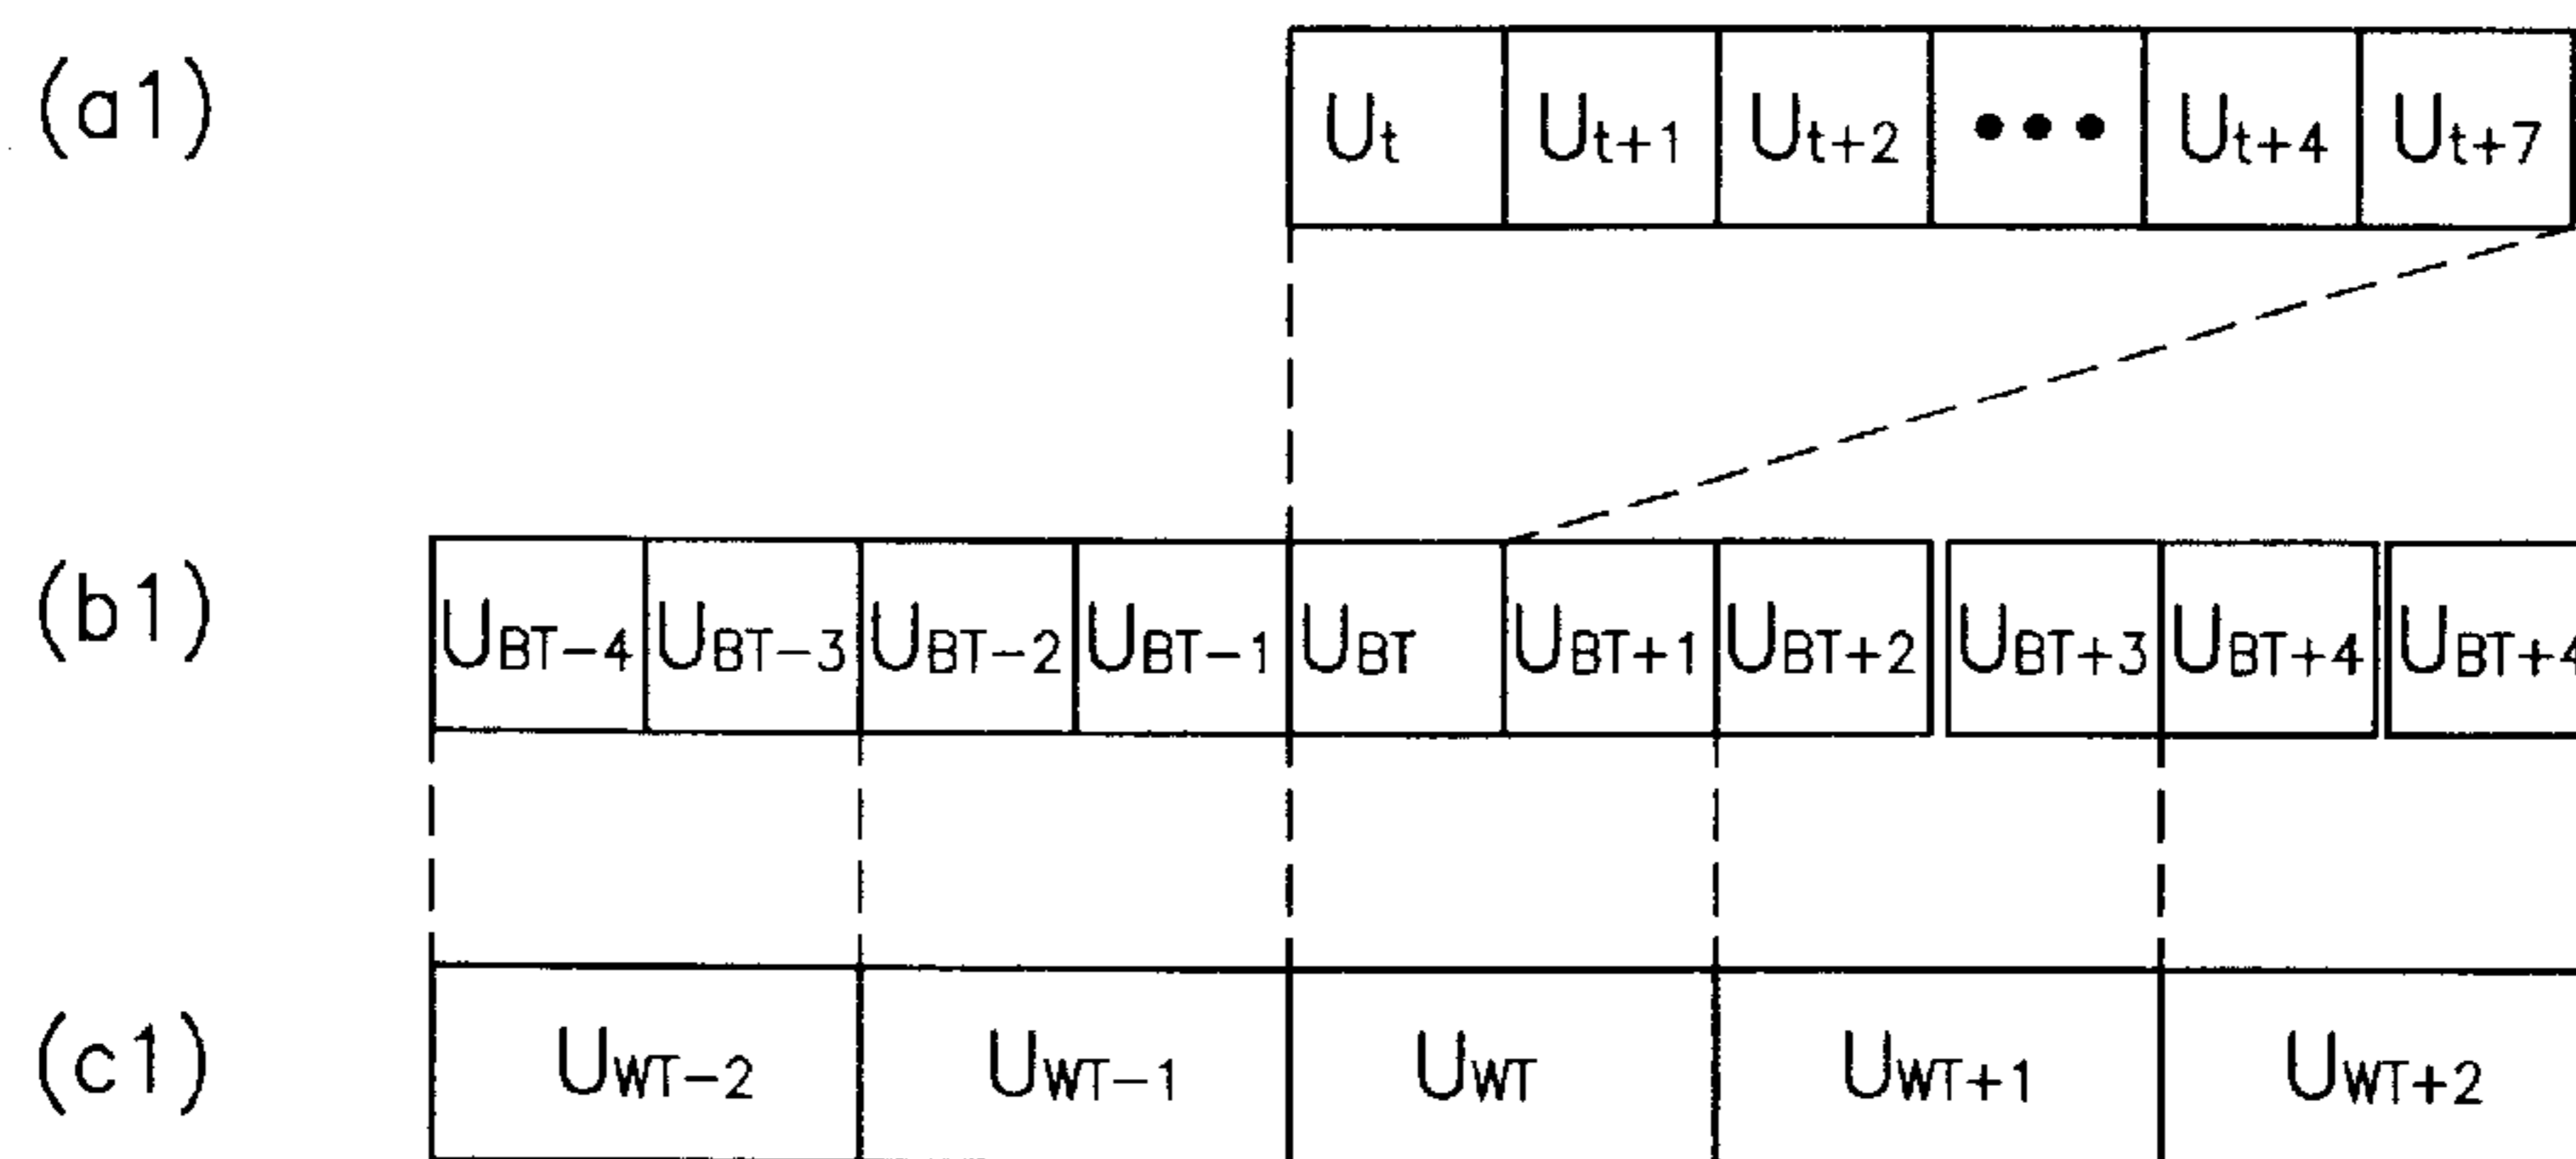 (a1) Ut Ut+1 Ut+2 ••• Ut+4 Ut+7
(b1) UBT-4 UBT-3 UBT-2 UBT-1 UBT UBT+1 UBT+2 UBT+3 UBT+4 UBT+4
(c1) UWT-2 UWT-1 UWT UWT+1 UWT+2